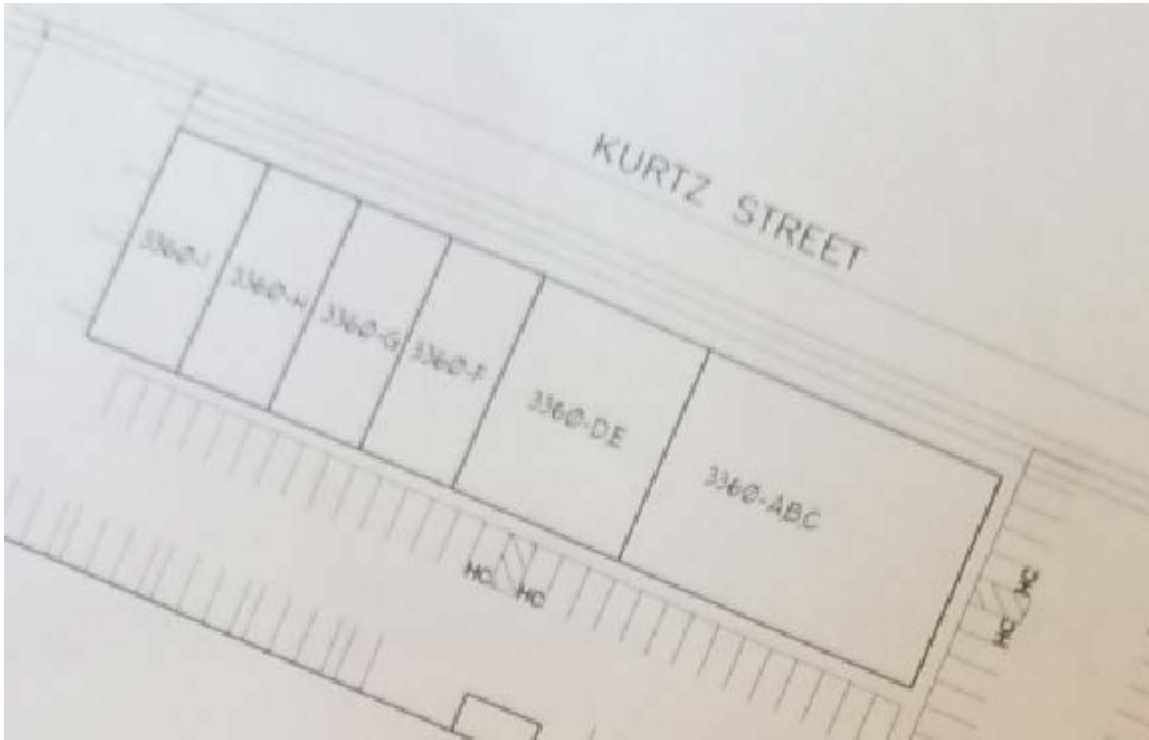 KURTZ STREET
3360-I
3360-H
3360-G
3360-F
3360-DE
3360-ABC
HC
HC
HC
HC